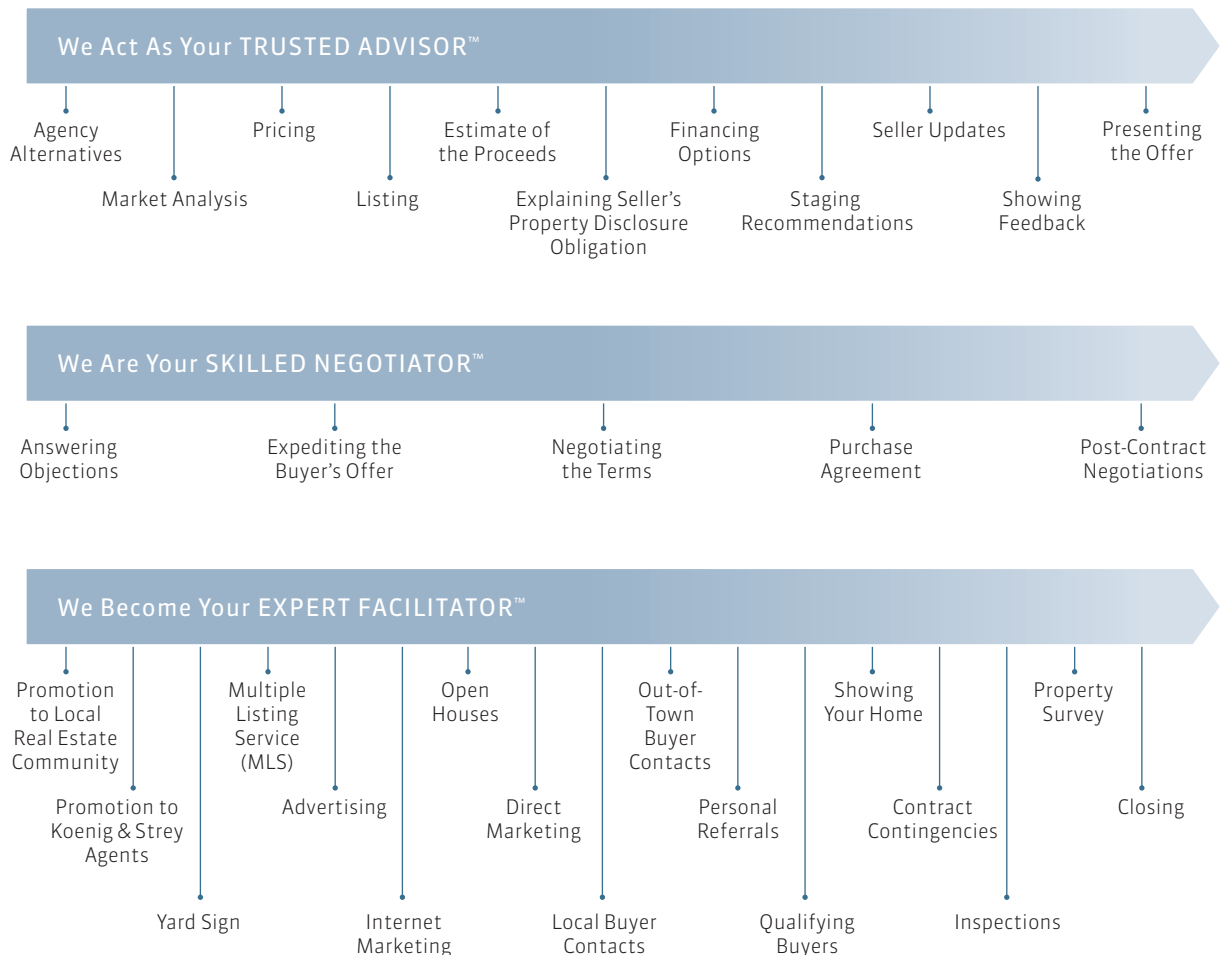 We Act As Your TRUSTED ADVISOR™
Agency
Alternatives
Market Analysis
Pricing
Listing
Estimate of
the Proceeds
Explaining Seller's
Property Disclosure
Obligation
Financing
Options
Staging
Recommendations
Seller Updates
Showing
Feedback
Presenting
the Offer
We Are Your SKILLED NEGOTIATOR™
Answering
Objections
Expediting the
Buyer's Offer
Negotiating
the Terms
Purchase
Agreement
Post-Contract
Negotiations
We Become Your EXPERT FACILITATOR™
Promotion
to Local
Real Estate
Community
Promotion to
Koenig & Strey
Agents
Yard Sign
Multiple
Listing
Service
(MLS)
Advertising
Internet
Marketing
Open
Houses
Direct
Marketing
Local Buyer
Contacts
Out-of-
Town
Buyer
Contacts
Personal
Referrals
Qualifying
Buyers
Showing
Your Home
Contract
Contingencies
Inspections
Property
Survey
Closing